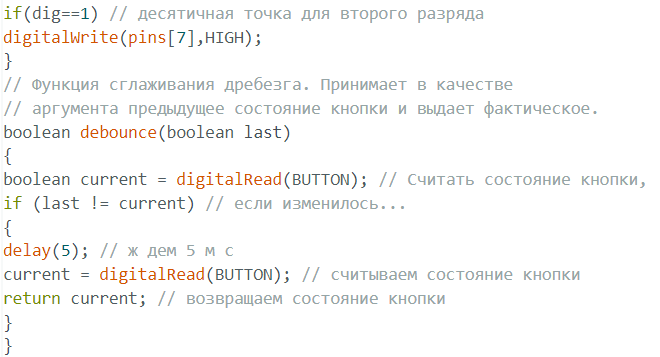 if(dig==1) // десятичная точка для второго разряда
digitalWrite(pins[7],HIGH);
}
// Функция сглаживания дребезга. Принимает в качестве
// аргумента предыдущее состояние кнопки и выдает фактическое.
boolean debounce(boolean last)
{
boolean current = digitalRead(BUTTON); // Считать состояние кнопки,
if (last != current) // если изменилось...
{
delay(5); // ж дем 5 м с
current = digitalRead(BUTTON); // считываем состояние кнопки
return current; // возвращаем состояние кнопки
}
}